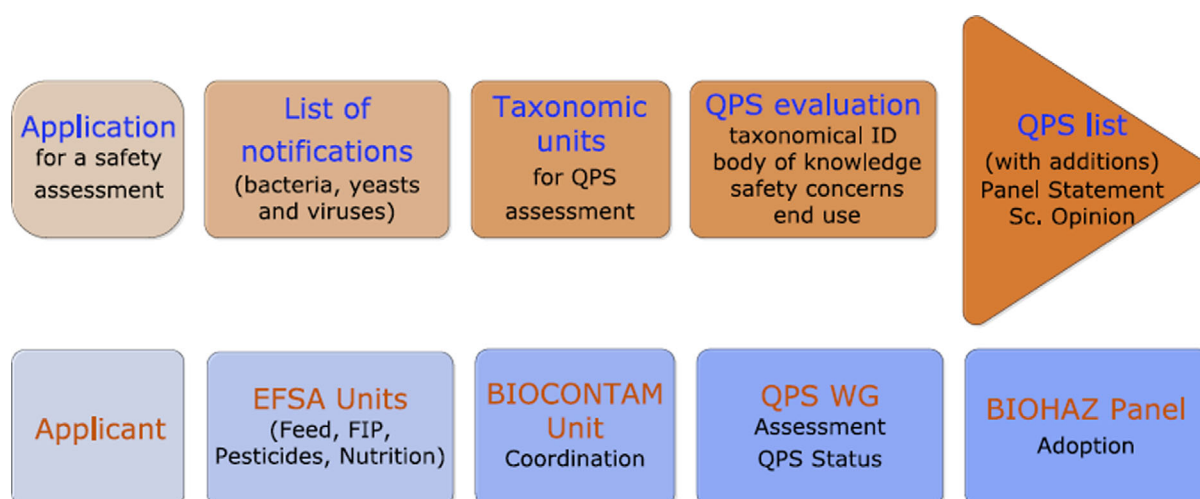 Application
for a safety
assessment
List of
notifications
(bacteria, yeasts
and viruses)
Taxonomic
units
for QPS
assessment
QPS evaluation
taxonomical ID
body of knowledge
safety concerns
end use
QPS list
(with additions)
Panel Statement
Sc. Opinion
Applicant
EFSA Units
(Feed, FIP,
Pesticides, Nutrition)
BIOCONTAM
Unit
Coordination
QPS WG
Assessment
QPS Status
BIOHAZ Panel
Adoption